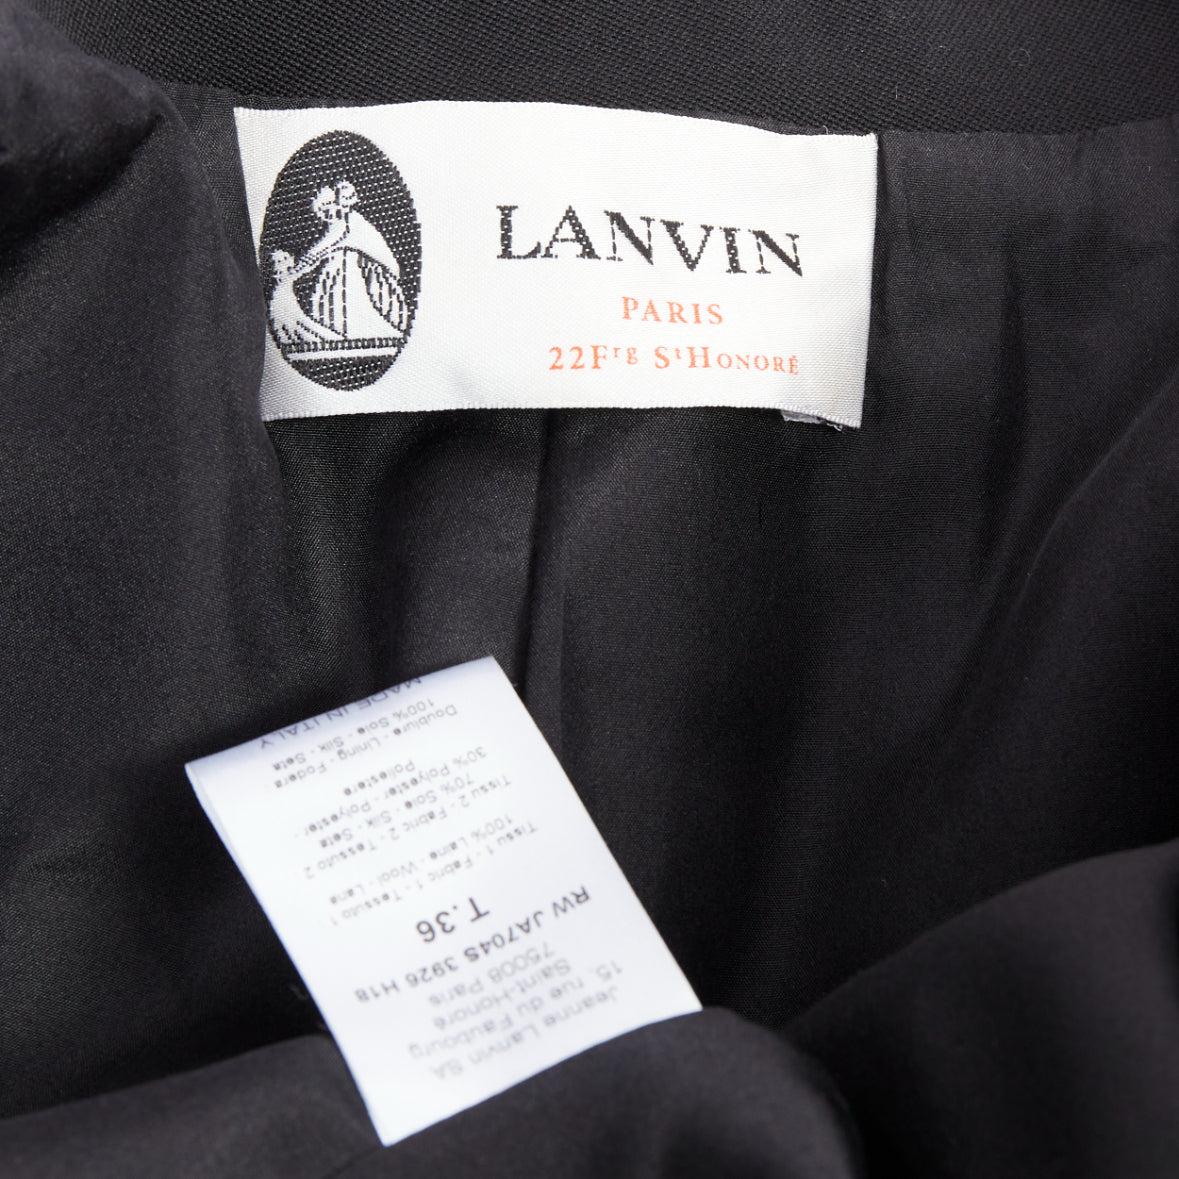 LANVIN
PARIS
22Frg StHONORÉ
Jeanne Lanvin SA
15, rue du Faubourg
Saint-Honoré
75008 Paris
RW JA704S 3926 H18
T.36
Tissu 1 - Fabric 1 - Tessuto 1
100% Laine - Wool - Lana
Tissu 2 - Fabric 2 - Tessuto 2
70% Soie - Silk - Seta
30% Polyester - Polyester -
Poliestere
Doublure - Lining - Fodera
100% Soie - Silk - Seta
MADE IN ITALY